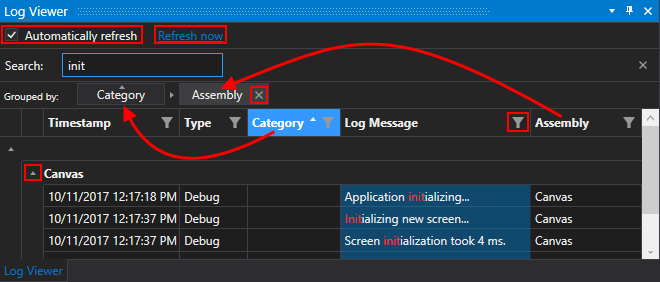 Log Viewer
Automatically refresh Refresh now
Search: init
Grouped by: Category Assembly
Timestamp Type Category Log Message Assembly
Canvas
10/11/2017 12:17:18 PM Debug Application initializing... Canvas
10/11/2017 12:17:37 PM Debug Initializing new screen... Canvas
10/11/2017 12:17:37 PM Debug Screen initialization took 4 ms. Canvas
Log Viewer